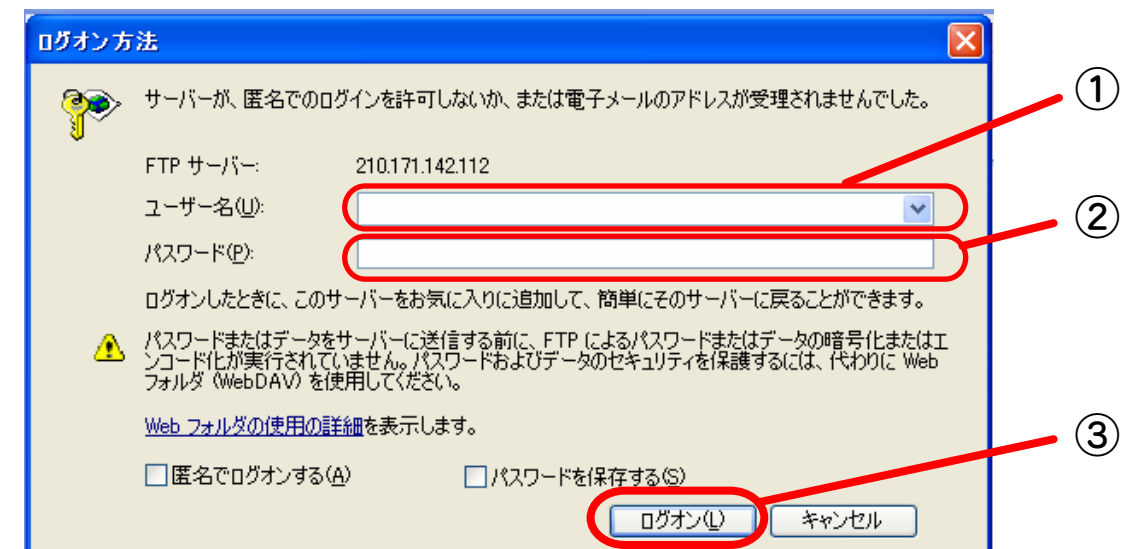 ログオン方法
サーバーが、匿名でのログインを許可しないか、または電子メールのアドレスが受理されませんでした。
①
FTP サーバー: 210.171.142.112
ユーザー名(U):
②
パスワード(P):
ログオンしたときに、このサーバーをお気に入りに追加して、簡単にそのサーバーに戻ることができます。
パスワードまたはデータをサーバーに送信する前に、FTP によるパスワードまたはデータの暗号化またはエ
ンコード化が実行されていません。パスワードおよびデータのセキュリティを保護するには、代わりに Web
フォルダ (WebDAV) を使用してください。
Web フォルダの使用の詳細を表示します。
③
匿名でログオンする(A) パスワードを保存する(S)
ログオン(L) キャンセル